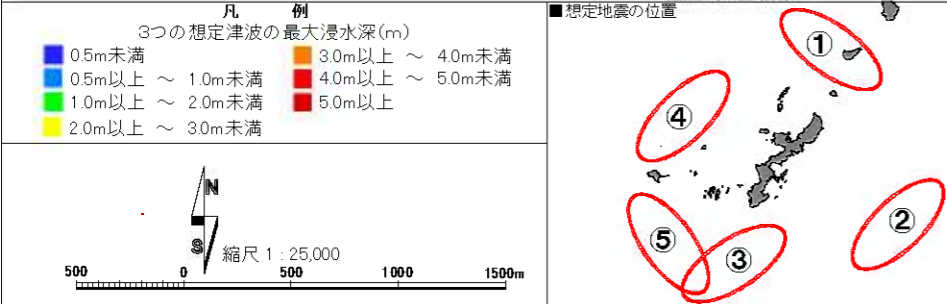 凡 例
3つの想定津波の最大浸水深(m)
0.5m未満
0.5m以上 ～ 1.0m未満
1.0m以上 ～ 2.0m未満
2.0m以上 ～ 3.0m未満
3.0m以上 ～ 4.0m未満
4.0m以上 ～ 5.0m未満
5.0m以上
N
S
縮尺 1:25,000
500 0 500 1000 1500m
■想定地震の位置
①
④
②
⑤
③